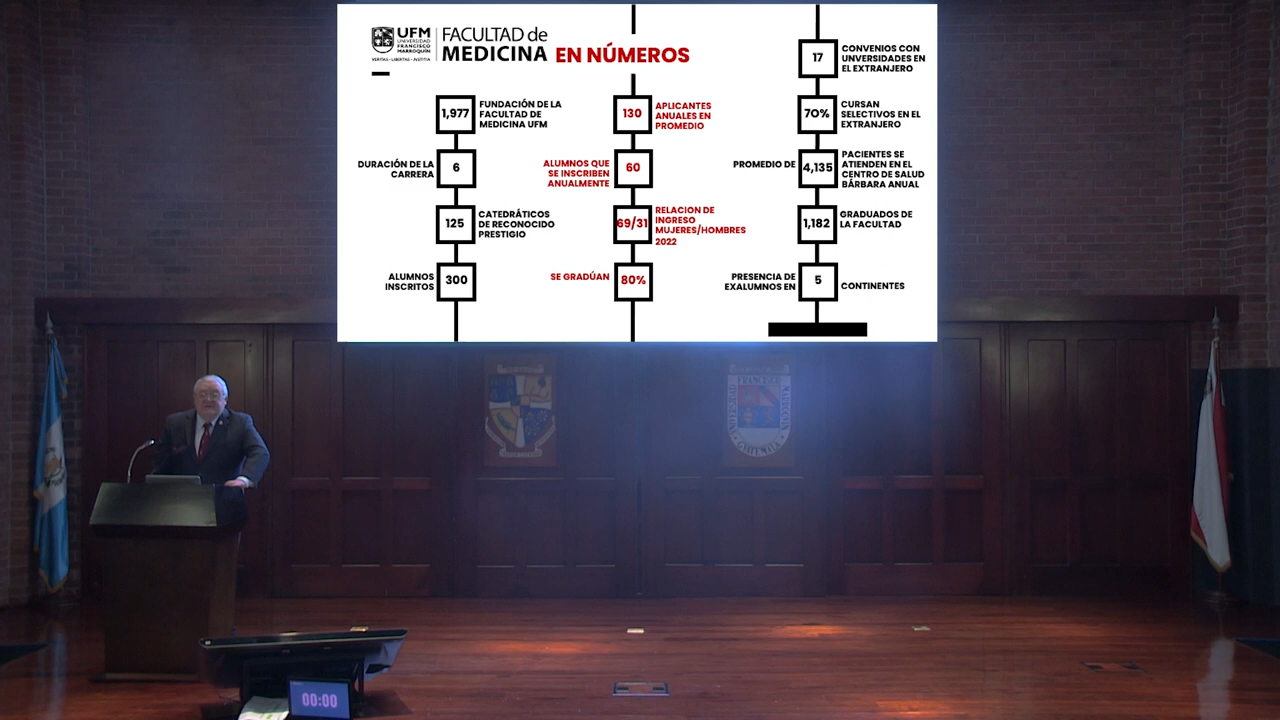 UFM
UNIVERSIDAD
FRANCISCO
MARROQUÍN
VERITAS · LIBERTAS · JUSTITIA
FACULTAD de
MEDICINA EN NÚMEROS
1,977
FUNDACIÓN DE LA
FACULTAD DE
MEDICINA UFM
DURACIÓN DE LA
CARRERA
6
125
CATEDRÁTICOS
DE RECONOCIDO
PRESTIGIO
ALUMNOS
INSCRITOS
300
130
APLICANTES
ANUALES EN
PROMEDIO
ALUMNOS QUE
SE INSCRIBEN
ANUALMENTE
60
69/31
RELACION DE
INGRESO
MUJERES/HOMBRES
2022
SE GRADÚAN
80%
17
CONVENIOS CON
UNVERSIDADES EN
EL EXTRANJERO
70%
CURSAN
SELECTIVOS EN EL
EXTRANJERO
PROMEDIO DE
4,135
PACIENTES SE
ATIENDEN EN EL
CENTRO DE SALUD
BÁRBARA ANUAL
1,182
GRADUADOS DE
LA FACULTAD
PRESENCIA DE
EXALUMNOS EN
5
CONTINENTES
UNIVERSIDAD
FRANCISCO
MARROQUIN
00:00